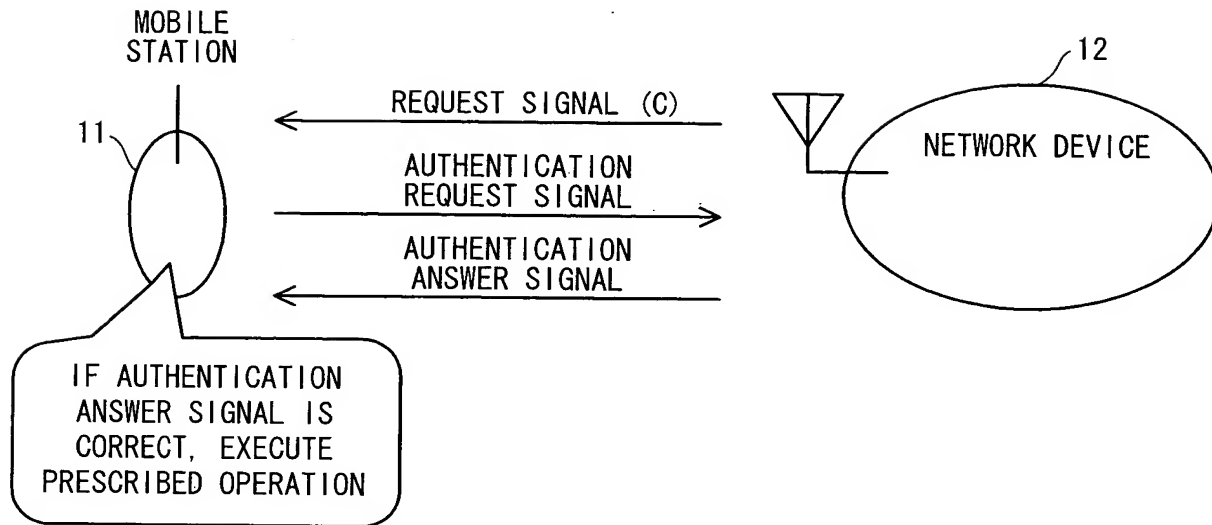 MOBILE
STATION
12
REQUEST SIGNAL (C)
11
NETWORK DEVICE
AUTHENTICATION
REQUEST SIGNAL
AUTHENTICATION
ANSWER SIGNAL
IF AUTHENTICATION
ANSWER SIGNAL IS
CORRECT, EXECUTE
PRESCRIBED OPERATION